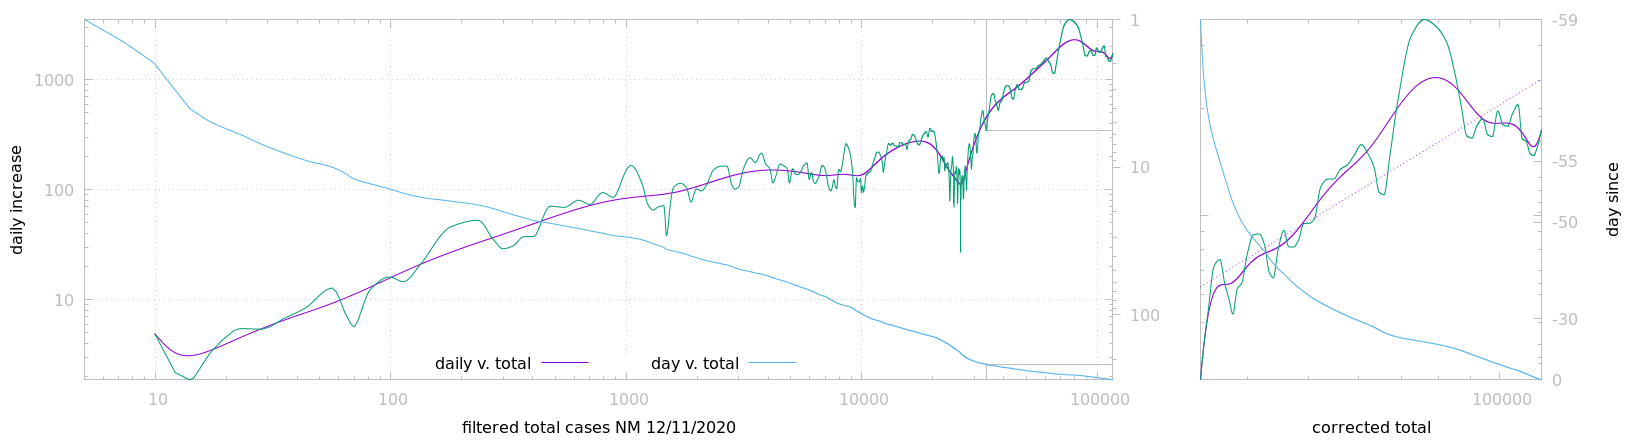 daily increase
1000
100
10
10
100
1000
10000
100000
1
10
100
daily v. total
day v. total
filtered total cases NM 12/11/2020
-59
-55
-50
-30
0
day since
100000
corrected total